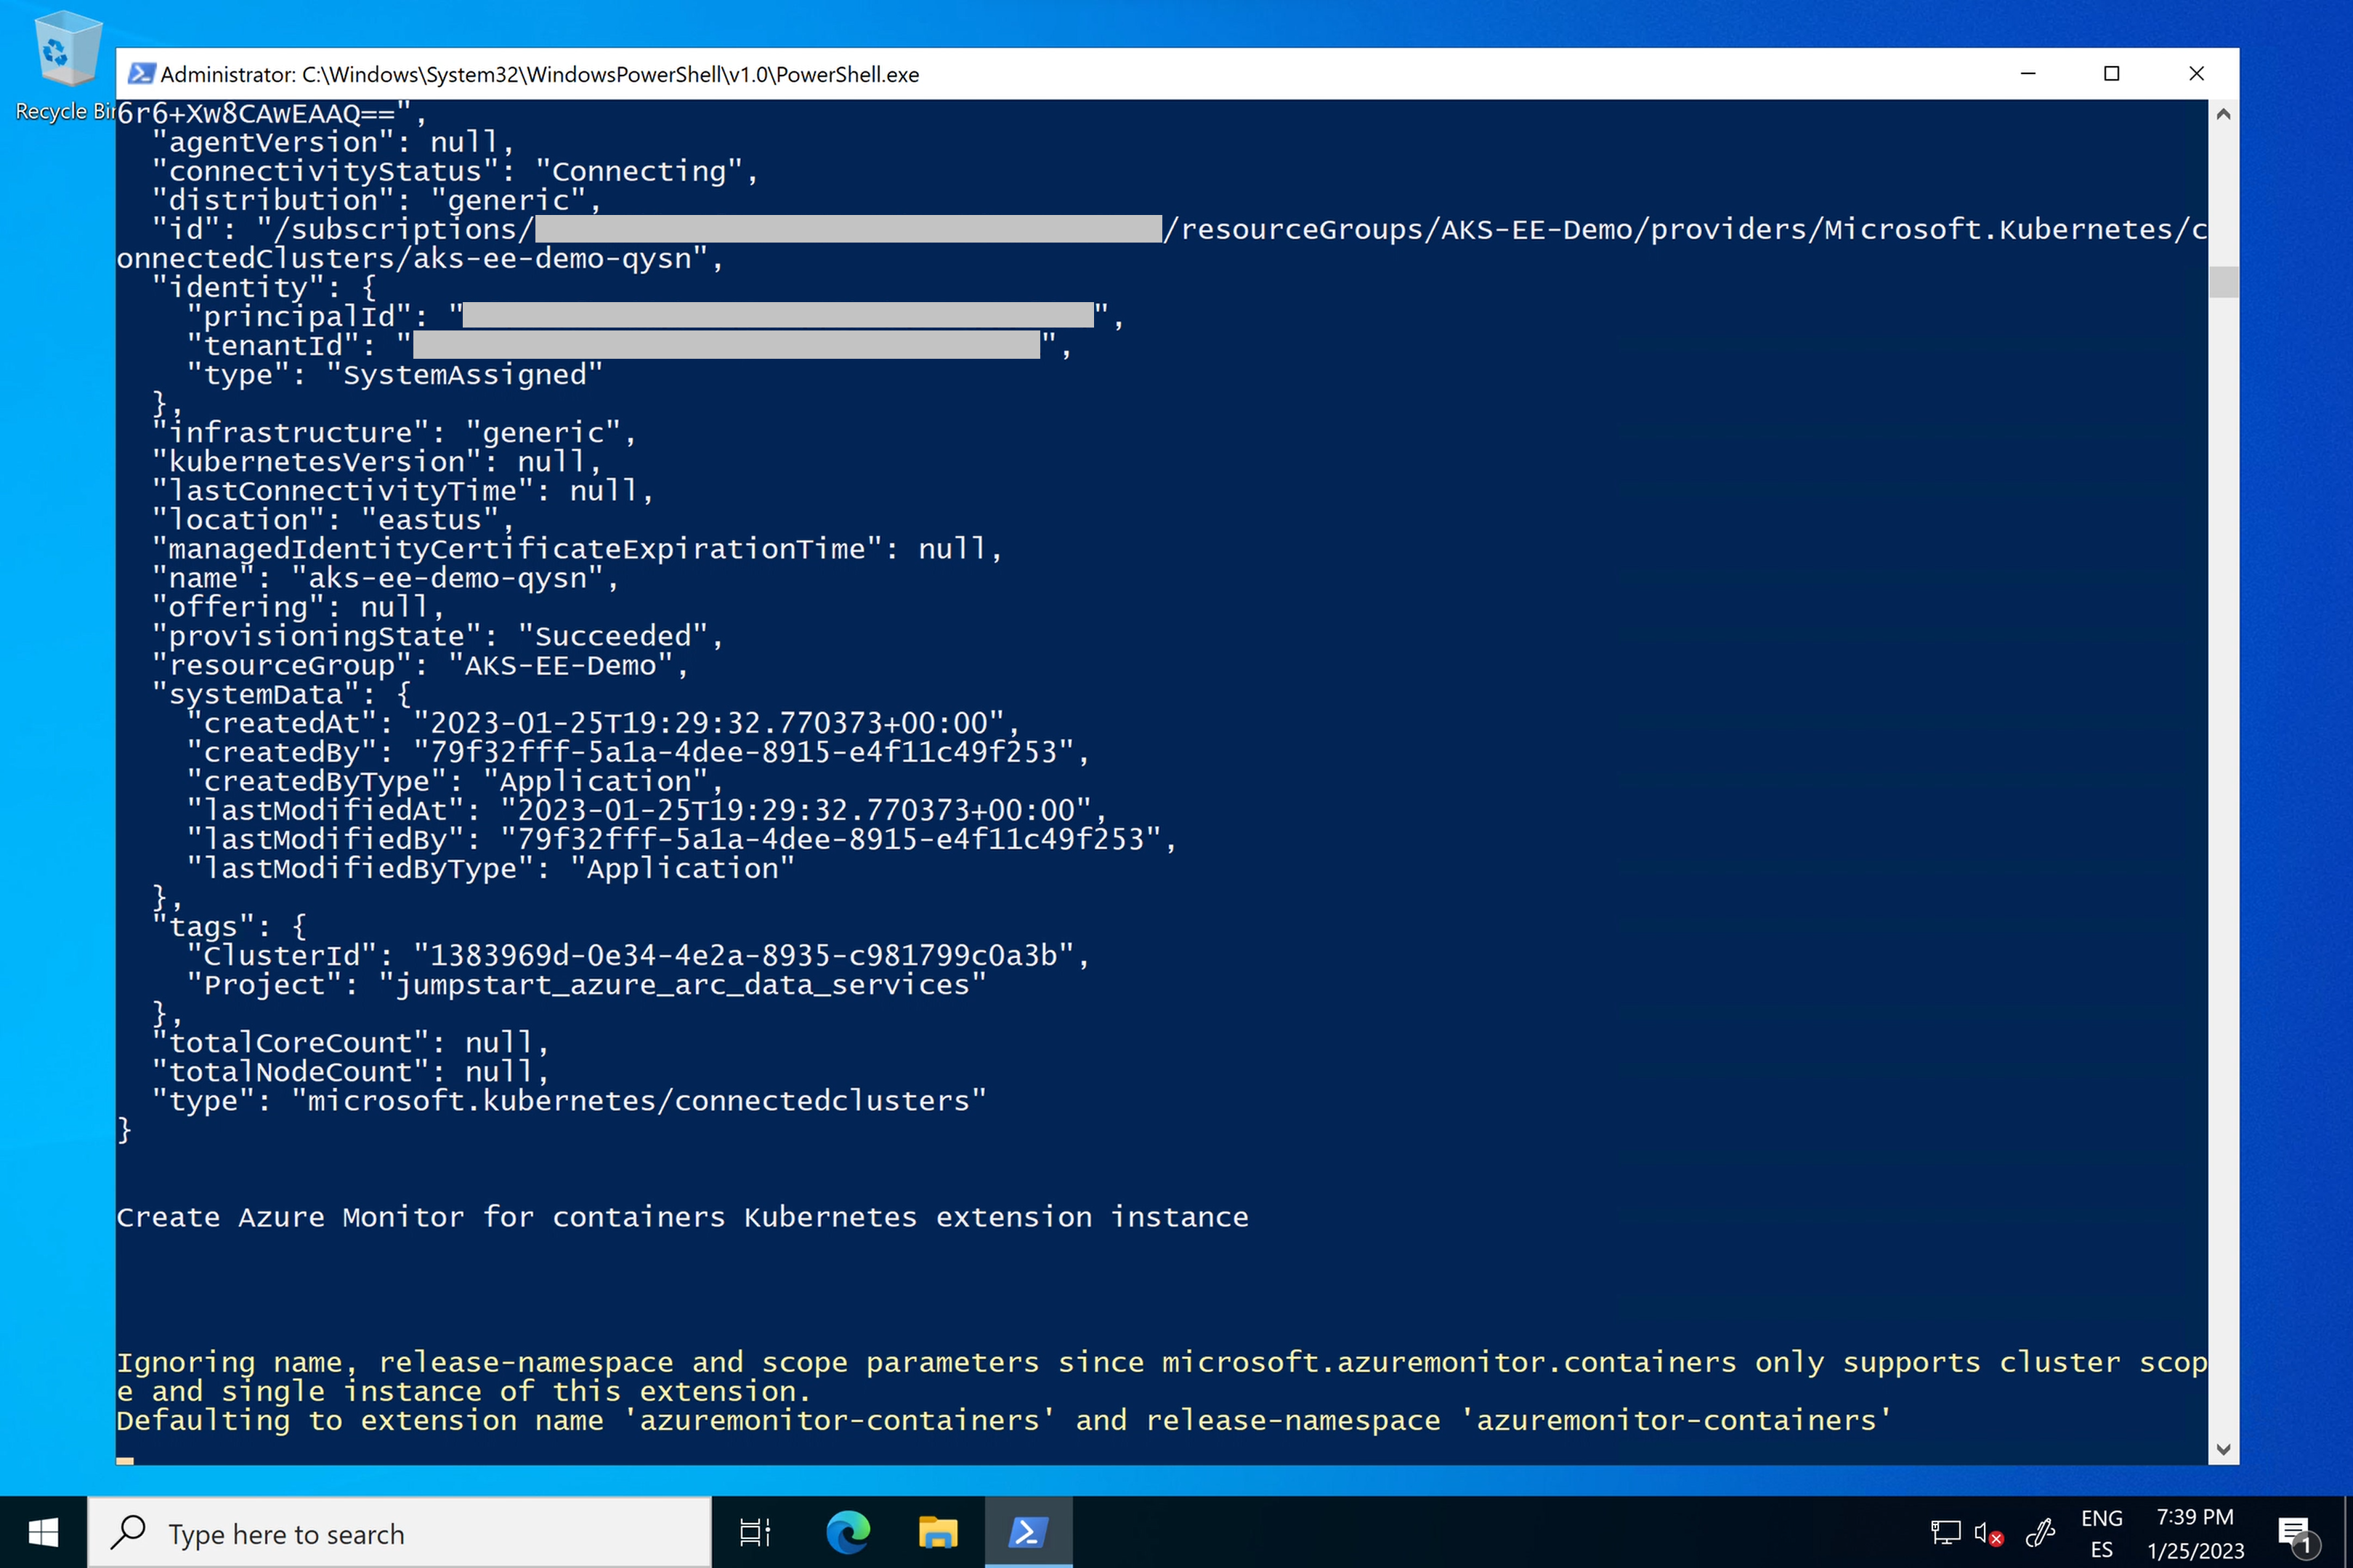 Recycle Bin
Administrator: C:\Windows\System32\WindowsPowerShell\v1.0\PowerShell.exe
6r6+Xw8CAwEAAQ==",
"agentVersion": null,
"connectivityStatus": "Connecting",
"distribution": "generic",
"id": "/subscriptions/ /resourceGroups/AKS-EE-Demo/providers/Microsoft.Kubernetes/c
onnectedClusters/aks-ee-demo-qysn",
"identity": {
"principalId": " ",
"tenantId": " ",
"type": "SystemAssigned"
},
"infrastructure": "generic",
"kubernetesVersion": null,
"lastConnectivityTime": null,
"location": "eastus",
"managedIdentityCertificateExpirationTime": null,
"name": "aks-ee-demo-qysn",
"offering": null,
"provisioningState": "Succeeded",
"resourceGroup": "AKS-EE-Demo",
"systemData": {
"createdAt": "2023-01-25T19:29:32.770373+00:00",
"createdBy": "79f32fff-5a1a-4dee-8915-e4f11c49f253",
"createdByType": "Application",
"lastModifiedAt": "2023-01-25T19:29:32.770373+00:00",
"lastModifiedBy": "79f32fff-5a1a-4dee-8915-e4f11c49f253",
"lastModifiedByType": "Application"
},
"tags": {
"ClusterId": "1383969d-0e34-4e2a-8935-c981799c0a3b",
"Project": "jumpstart_azure_arc_data_services"
},
"totalCoreCount": null,
"totalNodeCount": null,
"type": "microsoft.kubernetes/connectedclusters"
}
Create Azure Monitor for containers Kubernetes extension instance
Ignoring name, release-namespace and scope parameters since microsoft.azuremonitor.containers only supports cluster scop
e and single instance of this extension.
Defaulting to extension name 'azuremonitor-containers' and release-namespace 'azuremonitor-containers'
Type here to search
ENG
ES
7:39 PM
1/25/2023
1